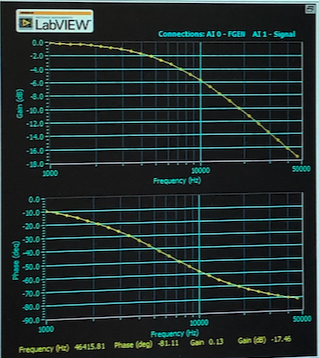 LabVIEW
Connections: AI 0 - FGEN AI 1 - Signal
0.0
-2.0
-4.0
-6.0
-8.0
-10.0
-12.0
-14.0
-16.0
-18.0
Gain (dB)
1000 10000 50000
Frequency (Hz)
0.0
-10.0
-20.0
-30.0
-40.0
-50.0
-60.0
-70.0
-80.0
-90.0
Phase (deg)
1000 10000 50000
Frequency (Hz)
Frequency (Hz) 46415.81 Phase (deg) -81.11 Gain 0.13 Gain (dB) -17.46